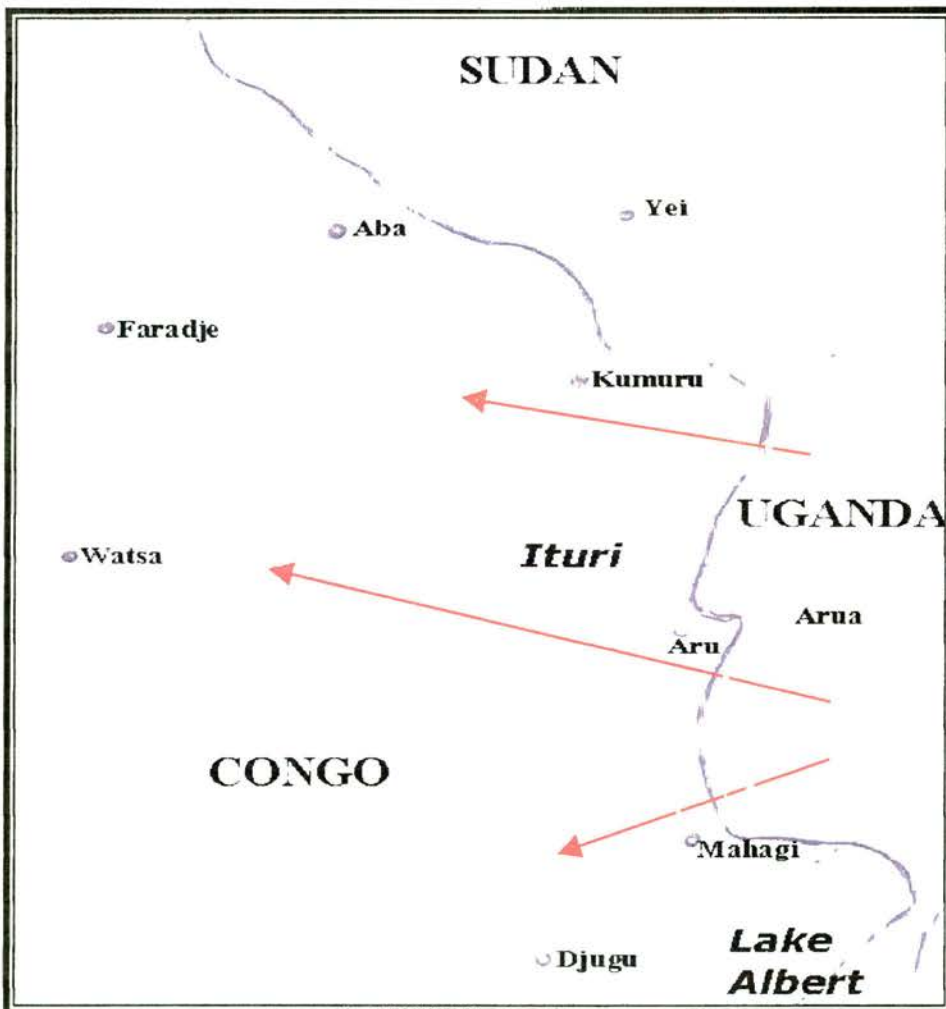 SUDAN
Yei
Aba
Faradje
Kumuru
UGANDA
Ituri
Watsa
Arua
Aru
CONGO
Mahagi
Lake
Albert
Djugu